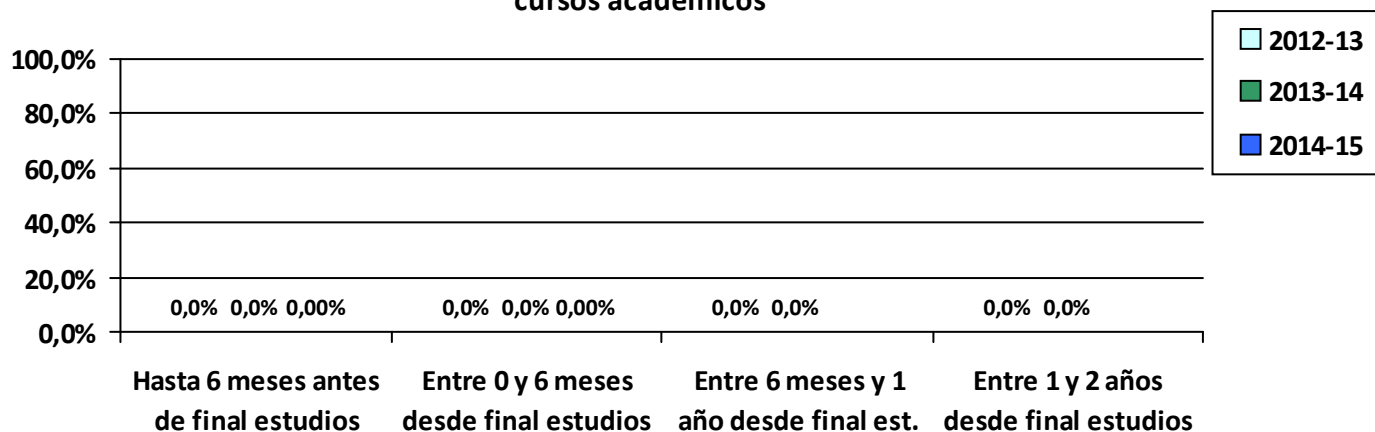 cursos académicos
2012-13
2013-14
2014-15
100,0%
80,0%
60,0%
40,0%
20,0%
0,0%
0,0% 0,0% 0,00%
0,0% 0,0% 0,00%
0,0% 0,0%
0,0% 0,0%
Hasta 6 meses antes
de final estudios
Entre 0 y 6 meses
desde final estudios
Entre 6 meses y 1
año desde final est.
Entre 1 y 2 años
desde final estudios